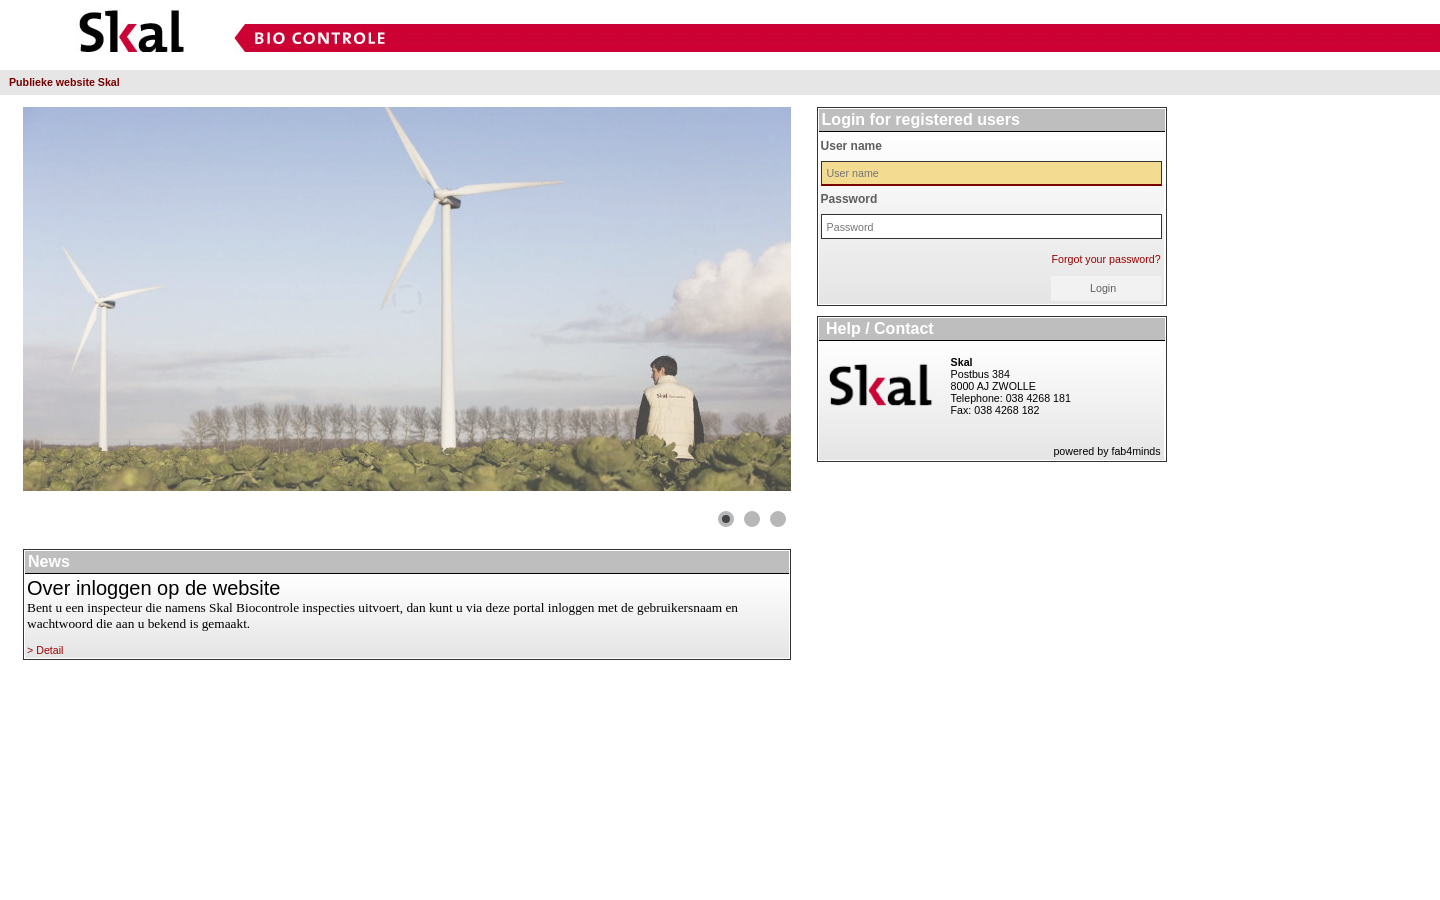 Skal
BIO CONTROLE
Publieke website Skal
Login for registered users
User name
User name
Password
Password
Forgot your password?
Login
Help / Contact
Skal
Skal
Postbus 384
8000 AJ ZWOLLE
Telephone: 038 4268 181
Fax: 038 4268 182
powered by fab4minds
Skal
News
Over inloggen op de website
Bent u een inspecteur die namens Skal Biocontrole inspecties uitvoert, dan kunt u via deze portal inloggen met de gebruikersnaam en
wachtwoord die aan u bekend is gemaakt.
> Detail